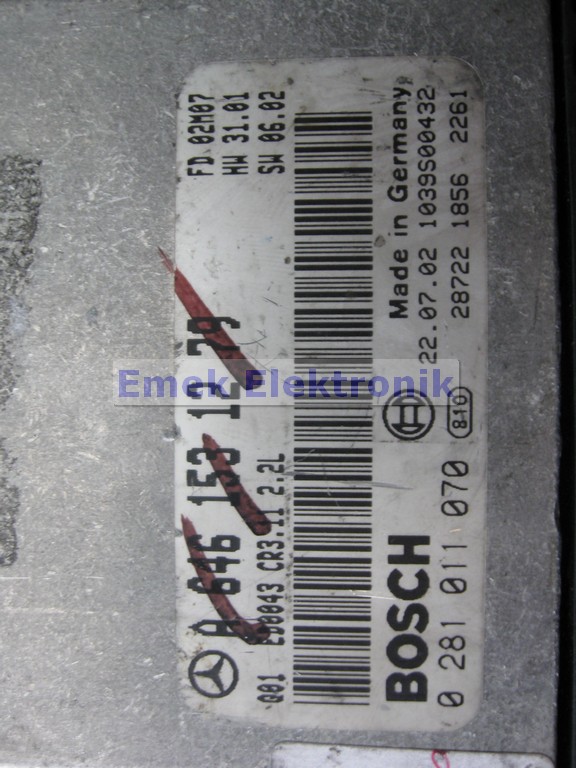 A 646 153 12 79
FD 02M07
HW 31.01
SW 06.02
Q01 CR3.11 2.2L
BOSCH
Made in Germany
0 281 011 070
810
22.07.02 1039S00432
28722 1856 2261
Emek Elektronik